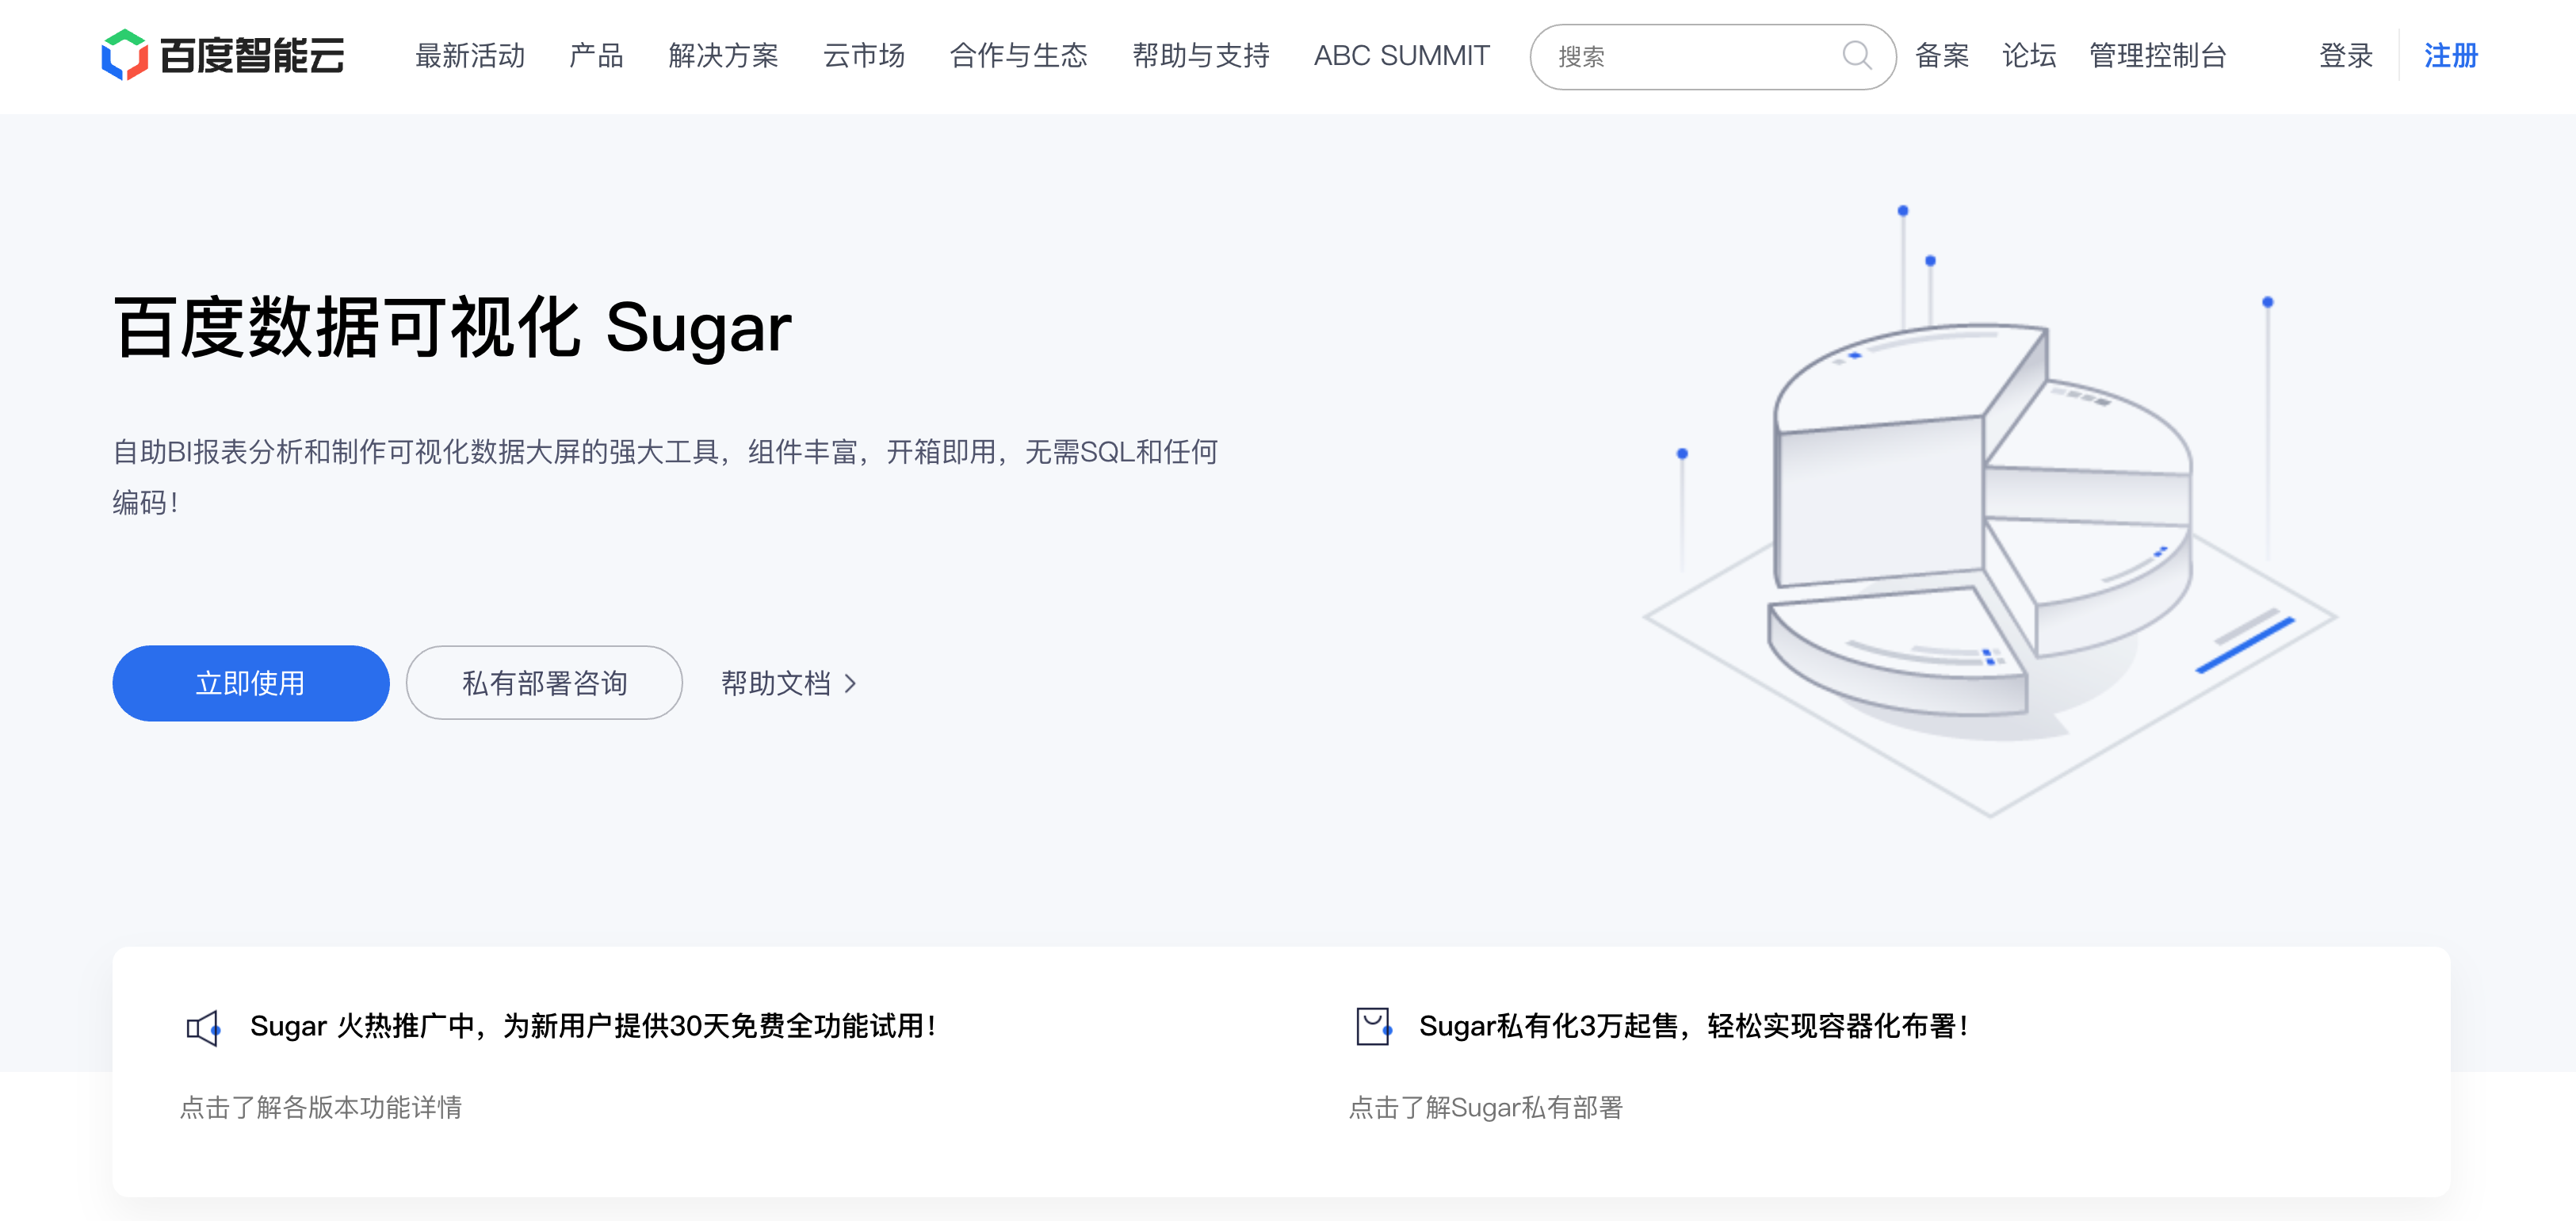 百度智能云
最新活动 产品 解决方案 云市场 合作与生态 帮助与支持 ABC SUMMIT 搜索 备案 论坛 管理控制台 登录 注册
百度数据可视化 Sugar
自助BI报表分析和制作可视化数据大屏的强大工具，组件丰富，开箱即用，无需SQL和任何
编码！
立即使用 私有部署咨询 帮助文档
Sugar 火热推广中，为新用户提供30天免费全功能试用！
点击了解各版本功能详情
Sugar私有化3万起售，轻松实现容器化布署！
点击了解Sugar私有部署